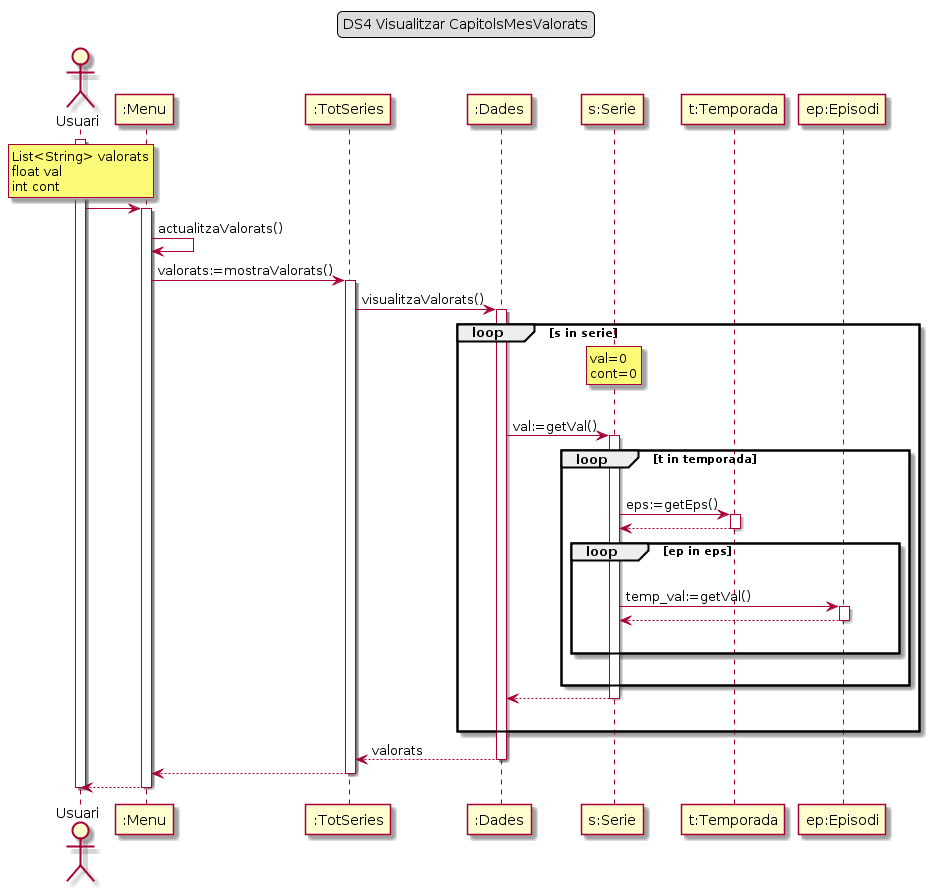 DS4 Visualitzar CapitolsMesValorats
Usuari
:Menu
:TotSeries
:Dades
s:Serie
t:Temporada
ep:Episodi
List<String> valorats
float val
int cont
actualitzaValorats()
valorats:=mostraValorats()
visualitzaValorats()
loop [s in serie]
val=0
cont=0
val:=getVal()
loop [t in temporada]
eps:=getEps()
loop [ep in eps]
temp_val:=getVal()
valorats
Usuari
:Menu
:TotSeries
:Dades
s:Serie
t:Temporada
ep:Episodi